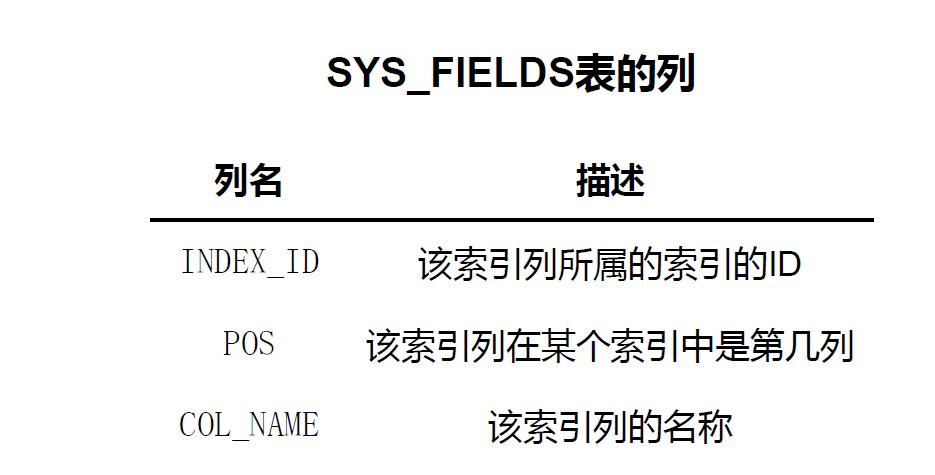 SYS_FIELDS表的列
列名 描述
INDEX_ID 该索引列所属的索引的ID
POS 该索引列在某个索引中是第几列
COL_NAME 该索引列的名称